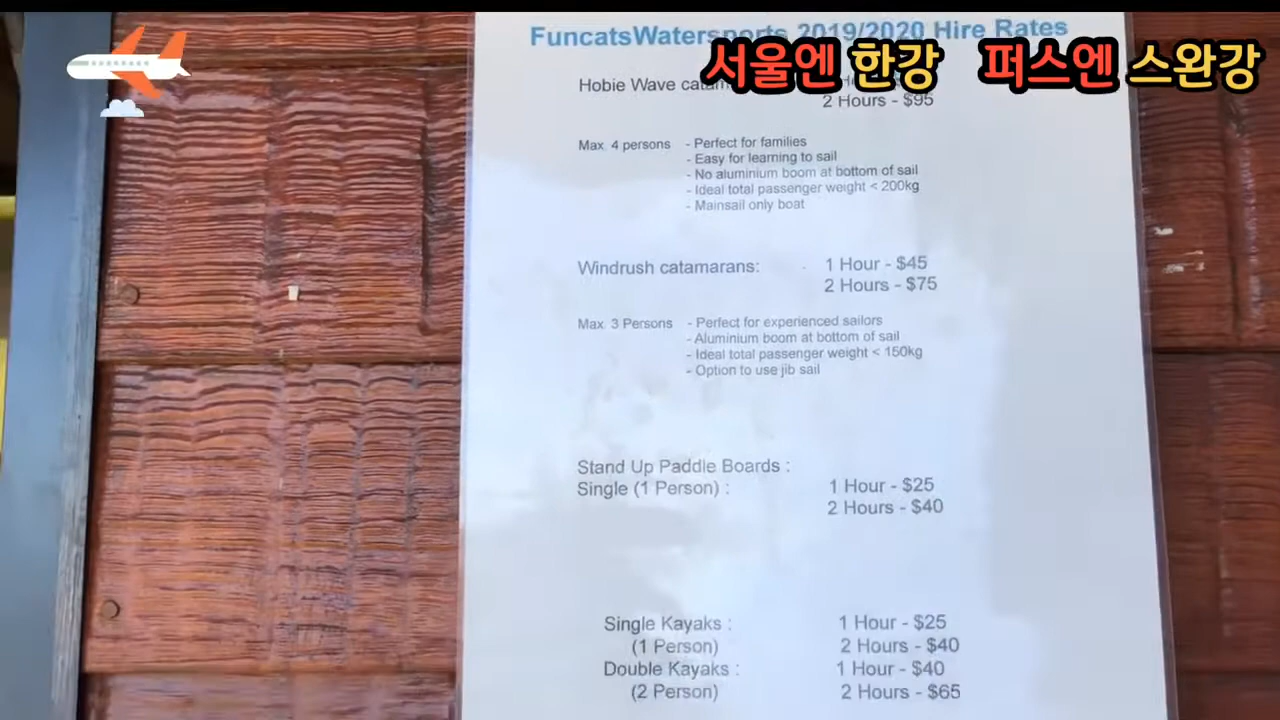 FuncatsWatersports 2019/2020 Hire Rates
서울엔 한강 퍼스엔 스완강
Hobie Wave
2 Hours - $95
Max 4 persons - Perfect for families
- Easy for learning to sail
- No aluminium boom at bottom of sail
- Ideal total passenger weight < 200kg
- Mainsail only boat
Windrush catamarans: 1 Hour - $45
2 Hours - $75
Max 3 Persons - Perfect for experienced sailors
- Aluminium boom at bottom of sail
- Ideal total passenger weight < 150kg
- Option to use jib sail
Stand Up Paddle Boards :
Single (1 Person) : 1 Hour - $25
2 Hours - $40
Single Kayaks : 1 Hour - $25
(1 Person) 2 Hours - $40
Double Kayaks : 1 Hour - $40
(2 Person) 2 Hours - $65